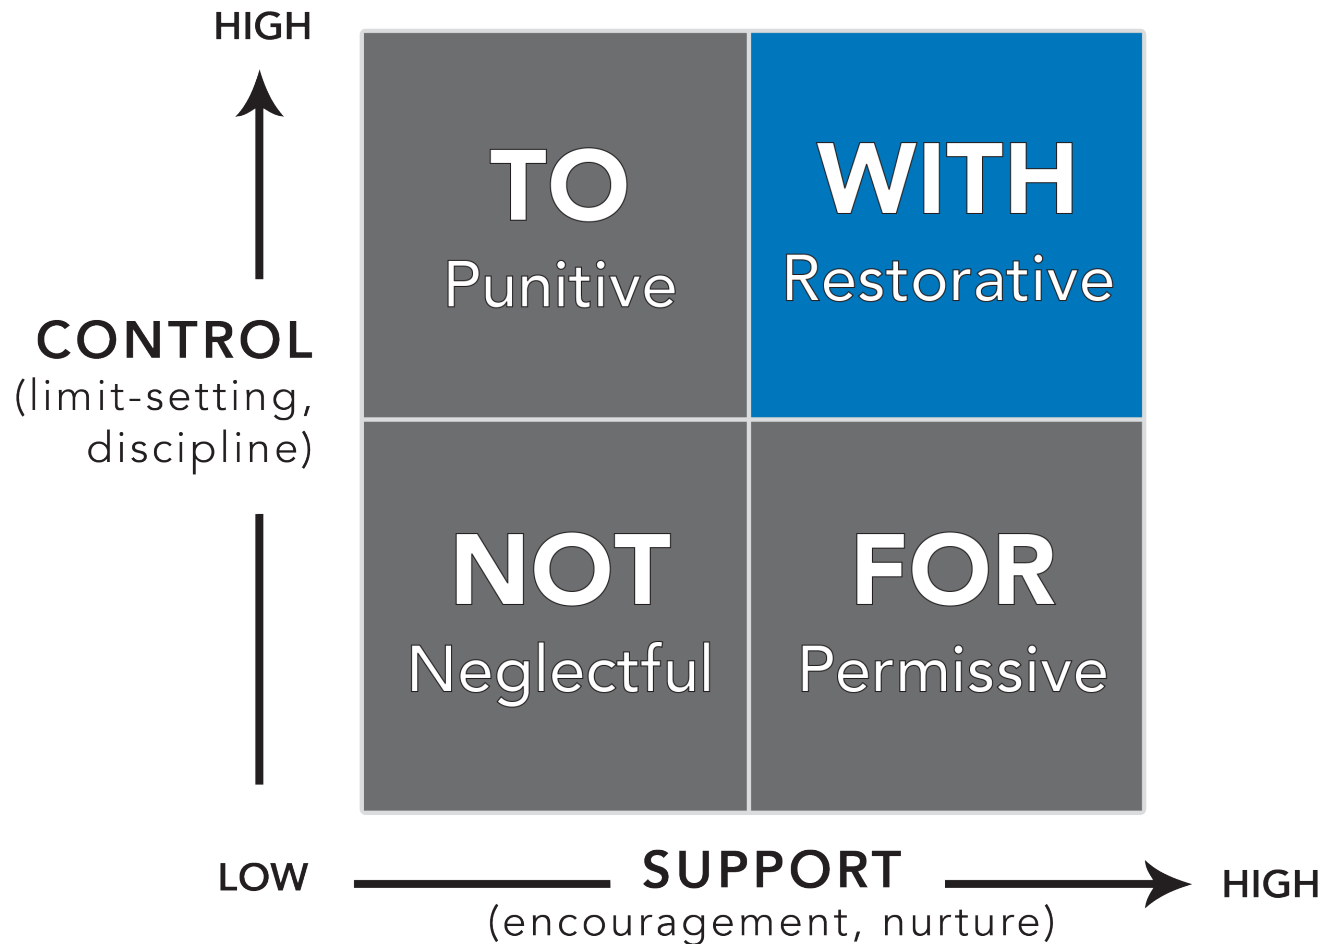 HIGH
TO
Punitive
WITH
Restorative
CONTROL
(limit-setting,
discipline)
NOT
Neglectful
FOR
Permissive
LOW
SUPPORT
(encouragement, nurture)
HIGH